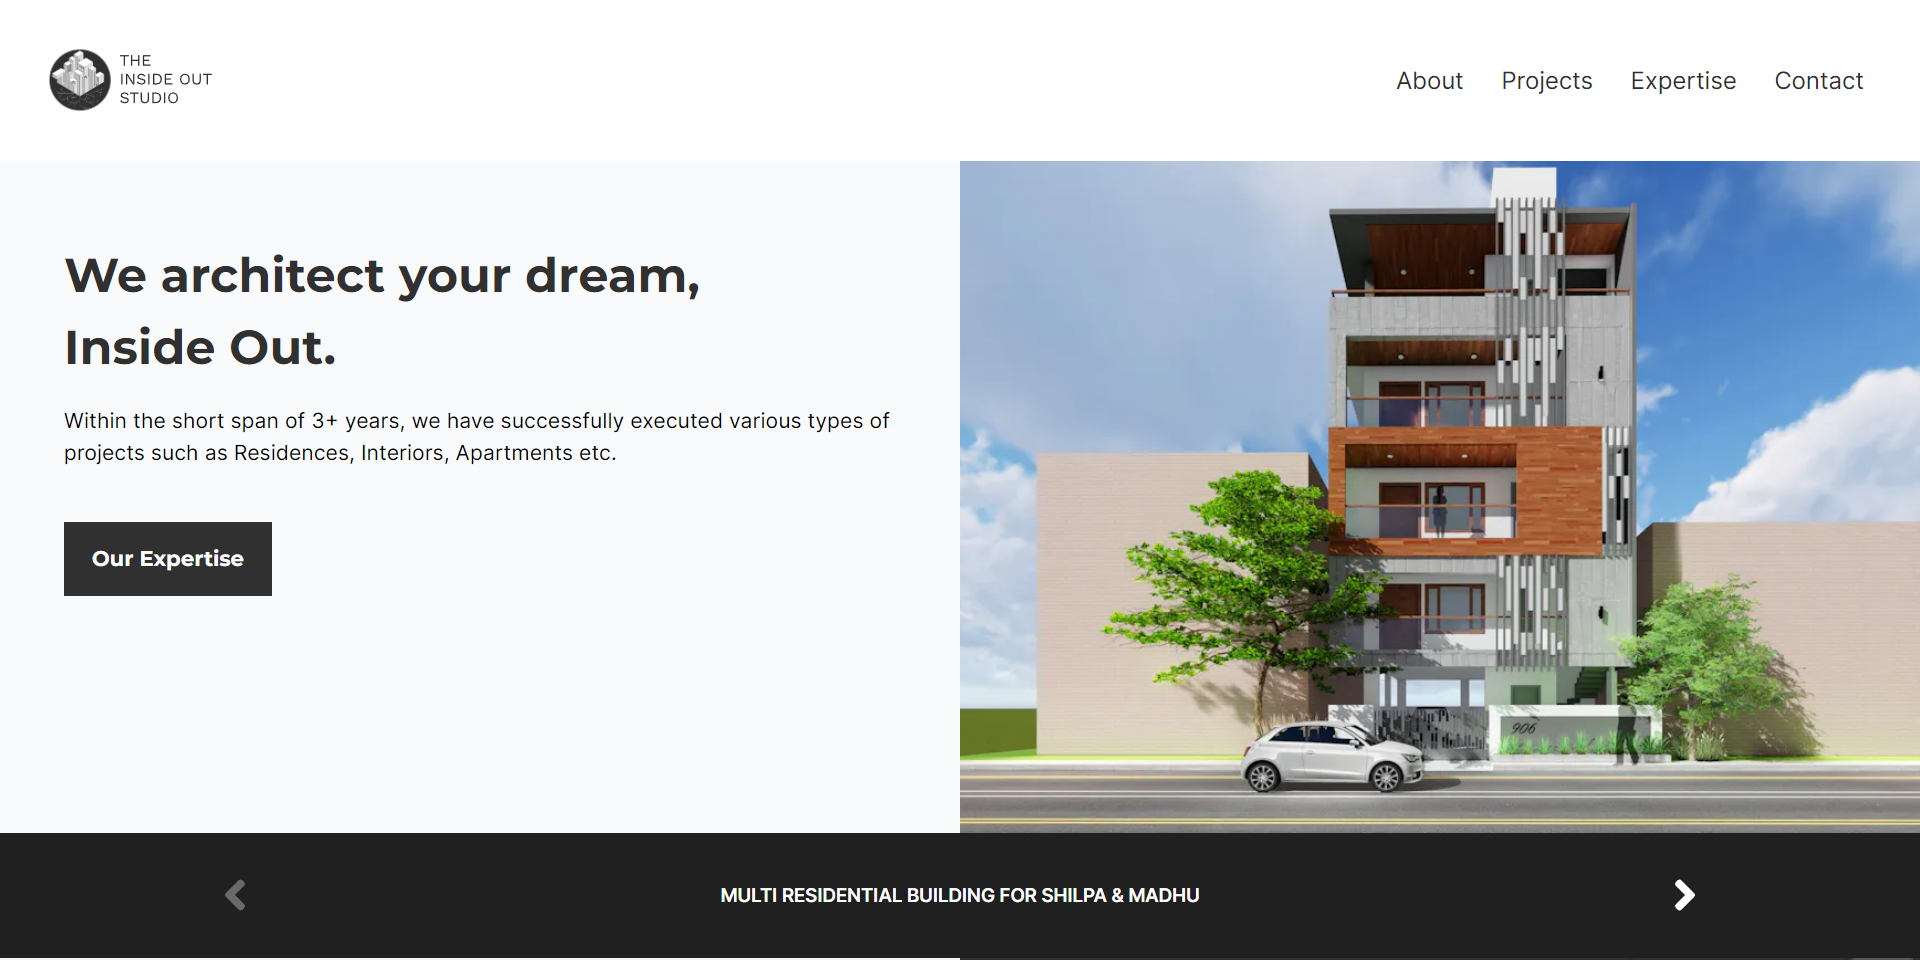 THE
INSIDE OUT
STUDIO
About Projects Expertise Contact
We architect your dream,
Inside Out.
Within the short span of 3+ years, we have successfully executed various types of
projects such as Residences, Interiors, Apartments etc.
Our Expertise
906
MULTI RESIDENTIAL BUILDING FOR SHILPA & MADHU